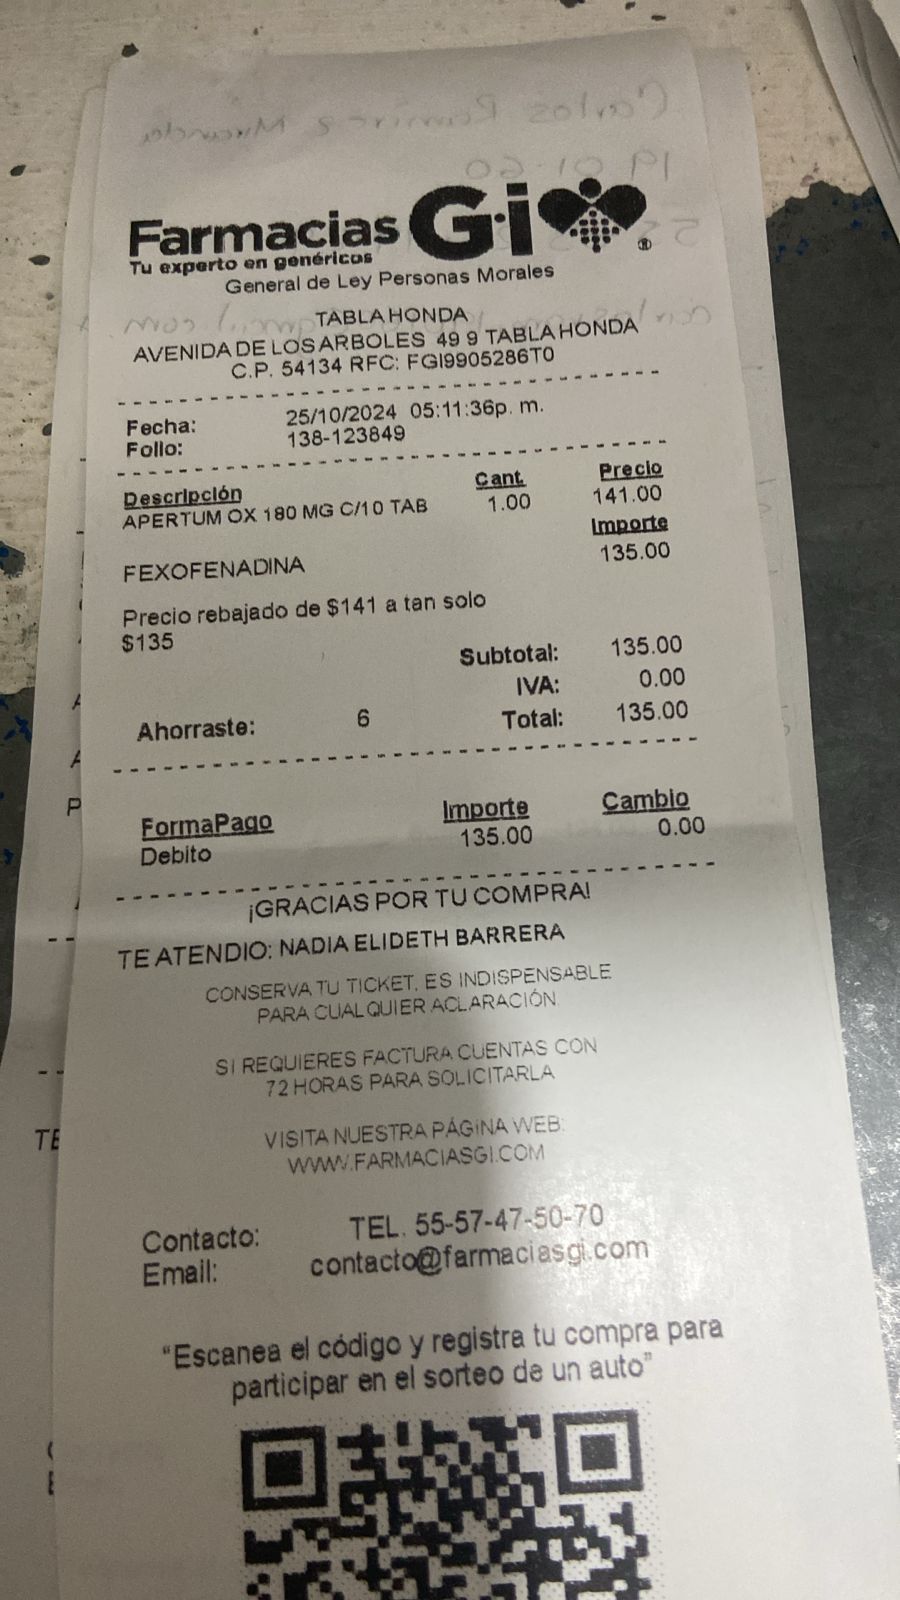 Farmacias Gi
Tu experto en genéricos
General de Ley Personas Morales
TABLA HONDA
AVENIDA DE LOS ARBOLES 49 9 TABLA HONDA
C.P. 54134 RFC: FGI9905286T0
Fecha: 25/10/2024 05:11:36p. m.
Folio: 138-123849
Descripción Cant Precio
APERTUM OX 180 MG C/10 TAB 1.00 141.00
Importe
FEXOFENADINA 135.00
Precio rebajado de $141 a tan solo
$135
Subtotal: 135.00
IVA: 0.00
Ahorraste: 6 Total: 135.00
FormaPago Importe Cambio
Debito 135.00 0.00
¡GRACIAS POR TU COMPRA!
TE ATENDIO: NADIA ELIDETH BARRERA
CONSERVA TU TICKET, ES INDISPENSABLE
PARA CUALQUIER ACLARACIÓN
SI REQUIERES FACTURA CUENTAS CON
72 HORAS PARA SOLICITARLA
VISITA NUESTRA PÁGINA WEB:
WWW.FARMACIASGI.COM
Contacto: TEL. 55-57-47-50-70
Email: contacto@farmaciasgi.com
“Escanea el código y registra tu compra para
participar en el sorteo de un auto”